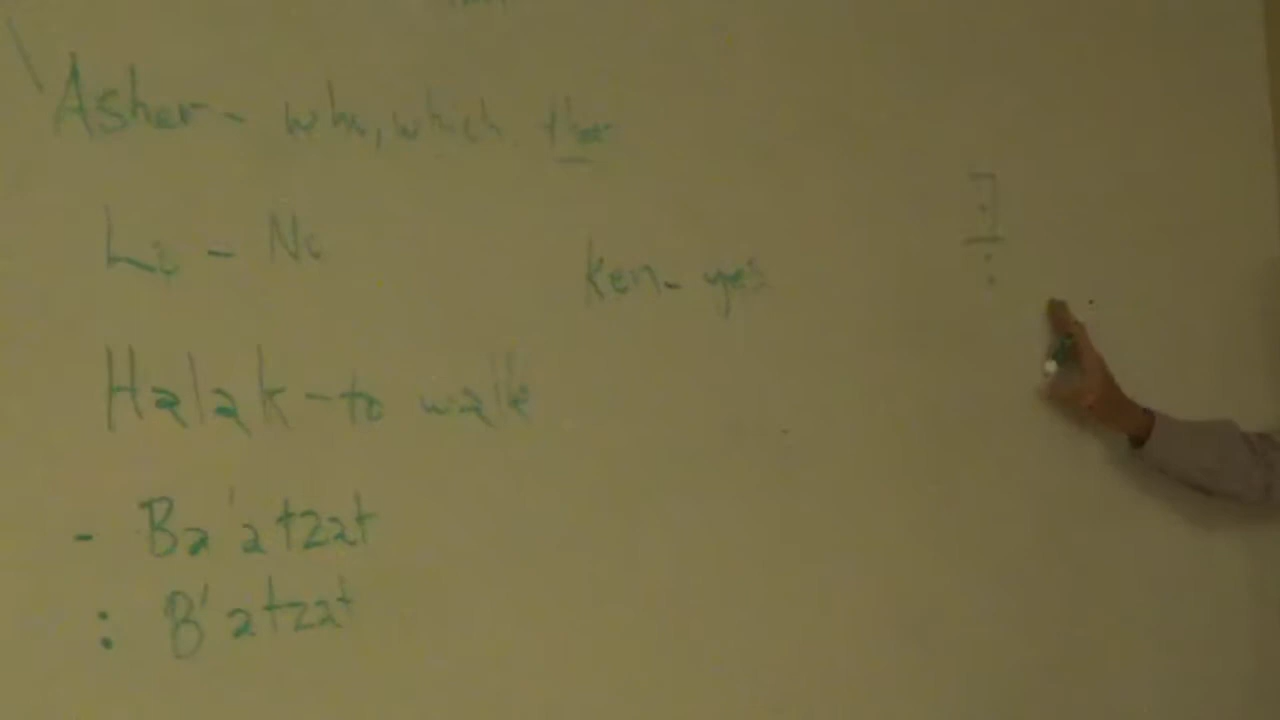 Asher - who, which that
Lo - No
ken - yes
בּ
Halak - to walk
- Ba'atzat
: B'atzat